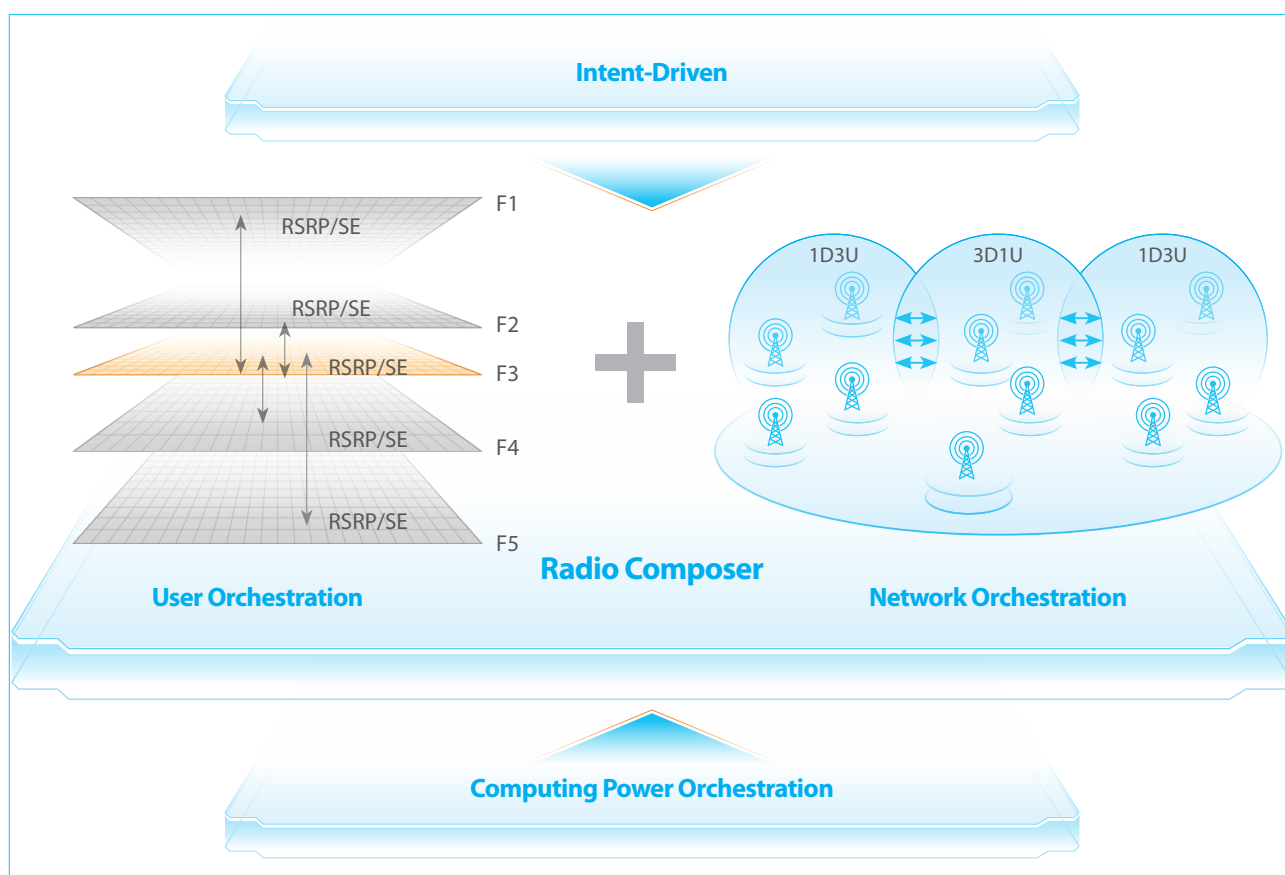 Intent-Driven
F1
RSRP/SE
RSRP/SE
F2
RSRP/SE
F3
RSRP/SE
F4
RSRP/SE
F5
1D3U
3D1U
1D3U
Radio Composer
User Orchestration
Network Orchestration
Computing Power Orchestration